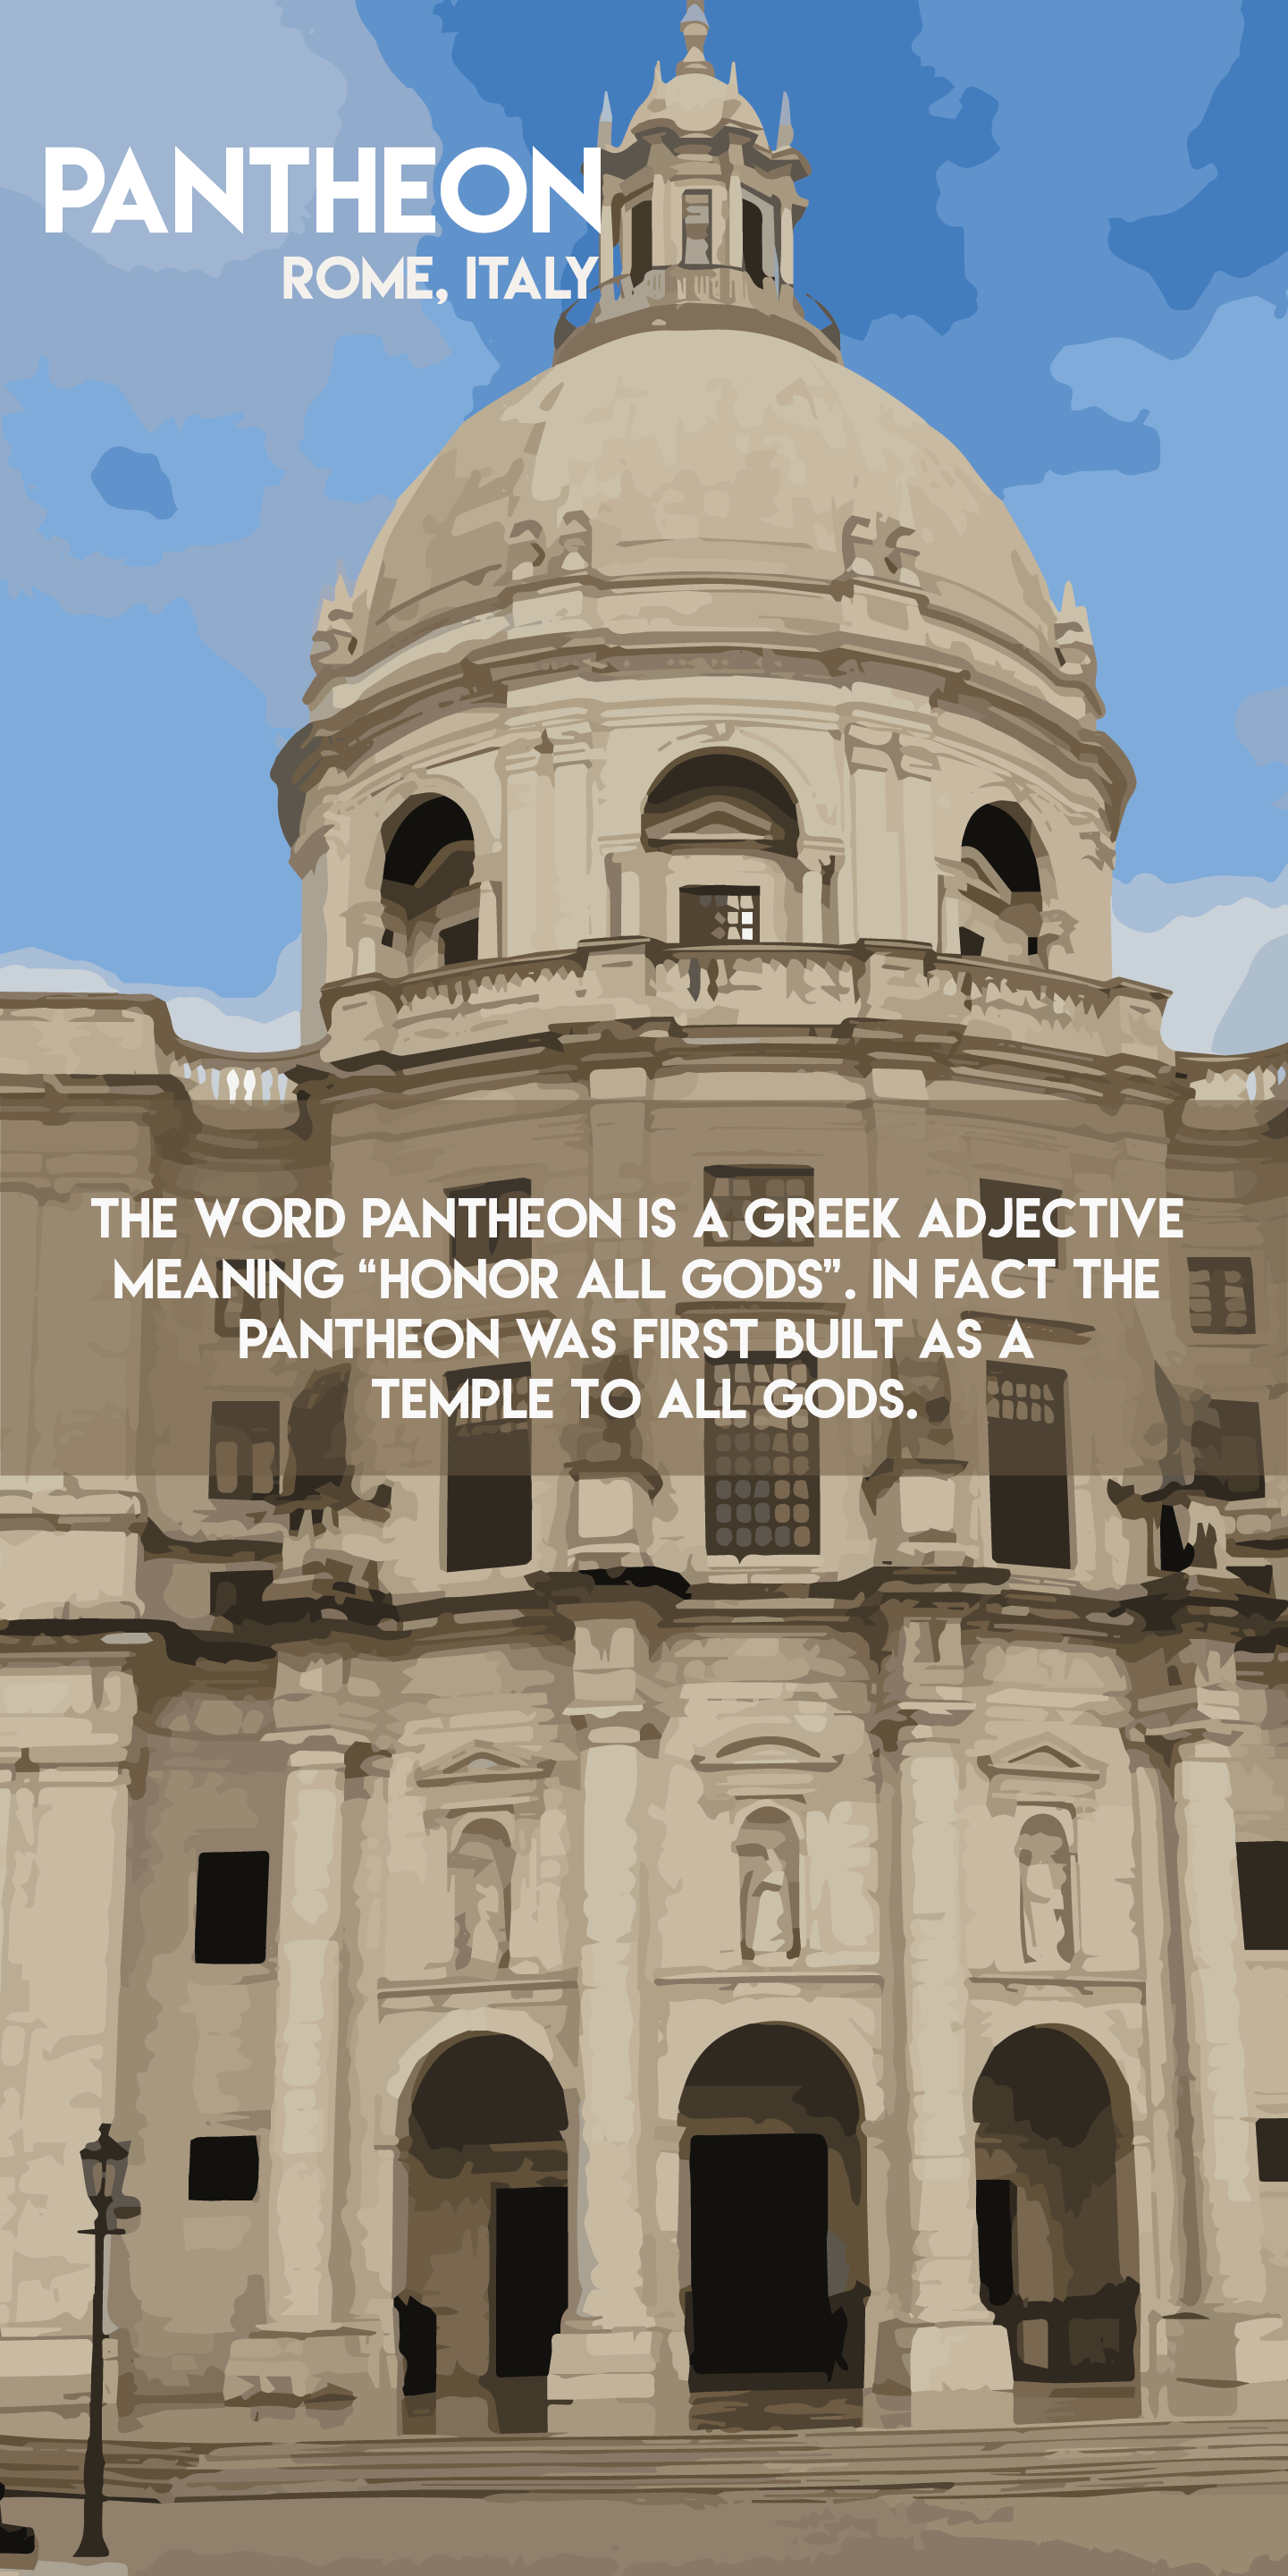 PANTHEON
ROME, ITALY
THE WORD PANTHEON IS A GREEK ADJECTIVE
MEANING “HONOR ALL GODS”. IN FACT THE
PANTHEON WAS FIRST BUILT AS A
TEMPLE TO ALL GODS.